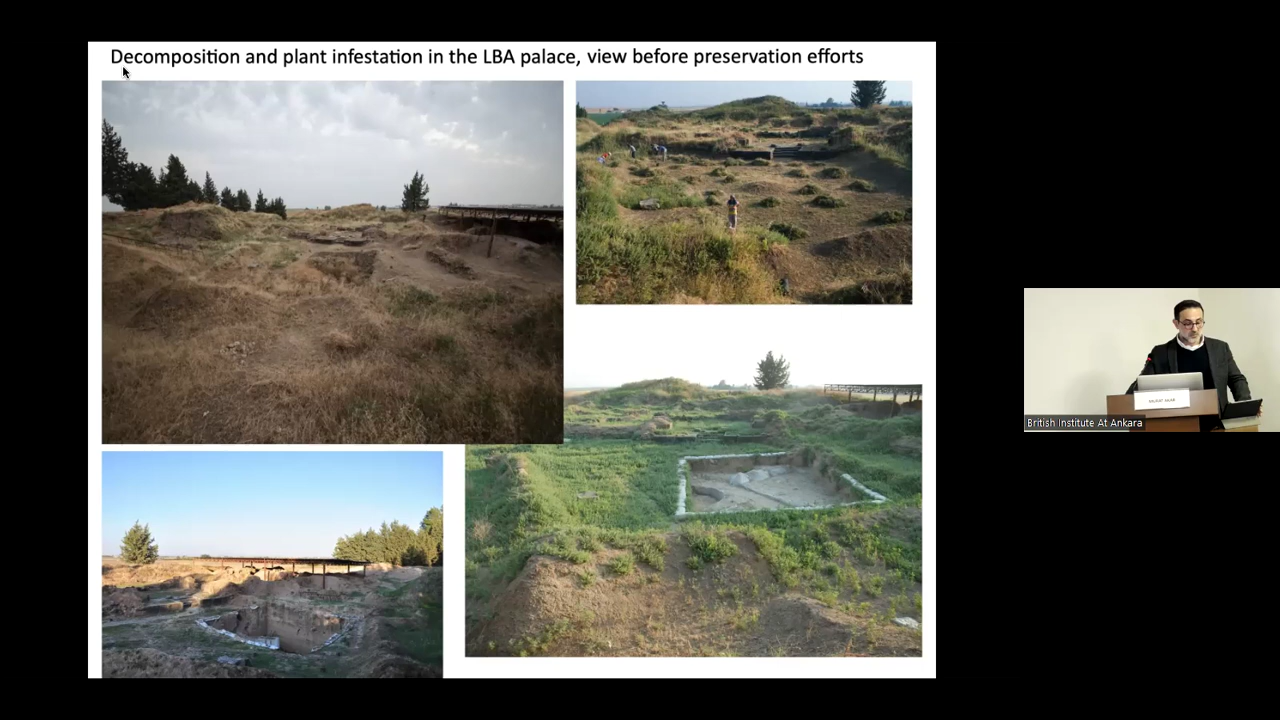 Decomposition and plant infestation in the LBA palace, view before preservation efforts
British Institute At Ankara